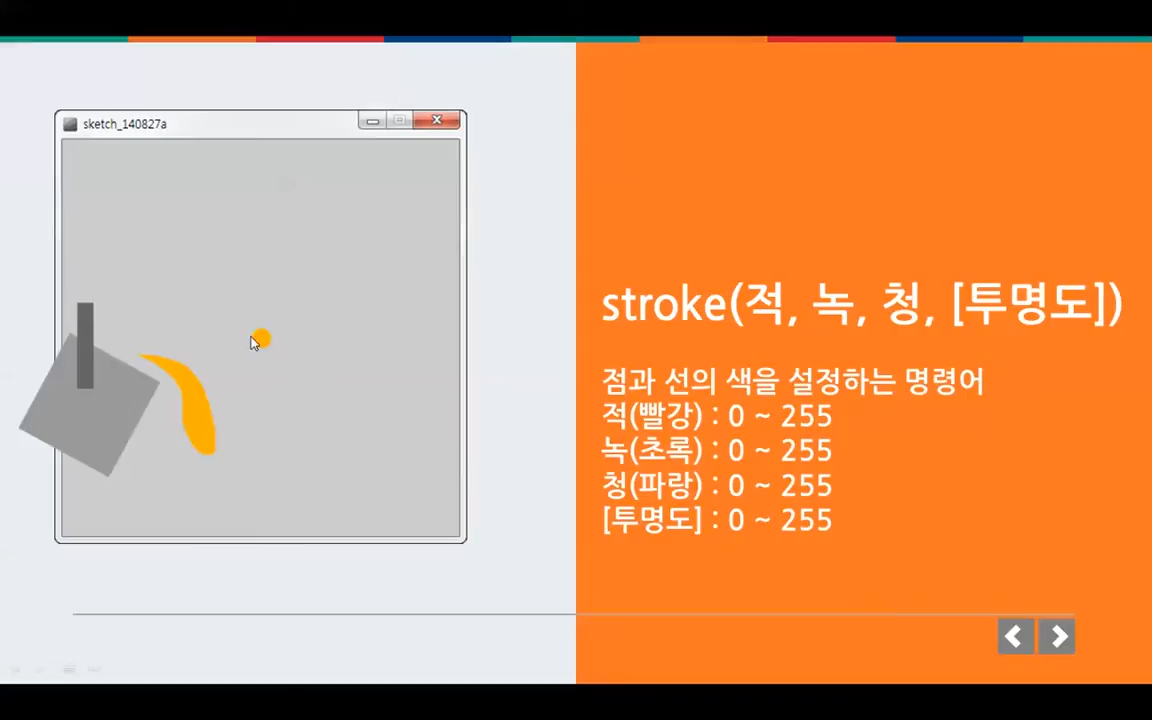 sketch_140827a
stroke(적, 녹, 청, [투명도])
점과 선의 색을 설정하는 명령어
적(빨강) : 0 ~ 255
녹(초록) : 0 ~ 255
청(파랑) : 0 ~ 255
[투명도] : 0 ~ 255